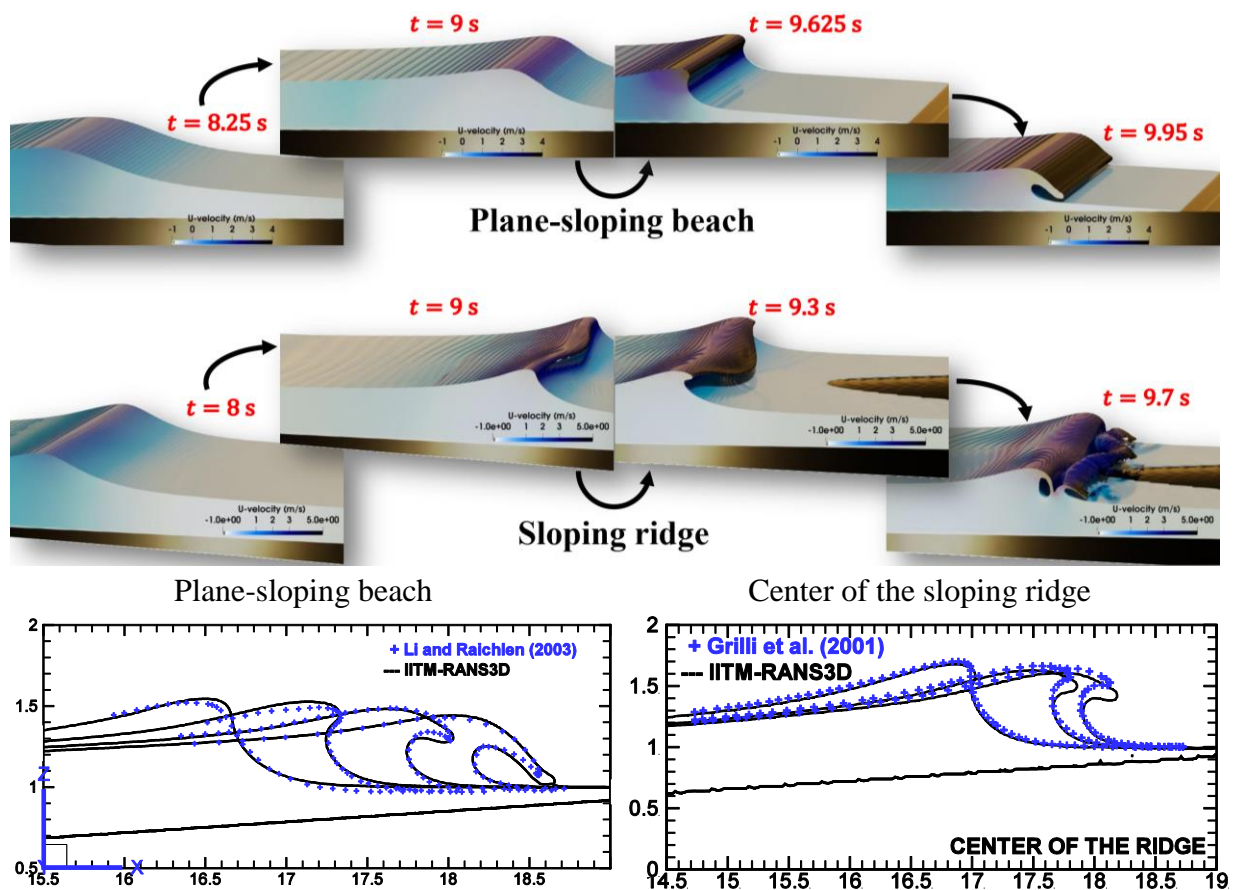 t = 9 s
t = 9.625 s
t = 8.25 s
t = 9.95 s
U-velocity (m/s)
-1 0 1 2 3 4
U-velocity (m/s)
-1 0 1 2 3 4
U-velocity (m/s)
-1 0 1 2 3 4
U-velocity (m/s)
-1 0 1 2 3 4
Plane-sloping beach
t = 9 s
t = 9.3 s
t = 8 s
t = 9.7 s
U-velocity (m/s)
-1.0e+00 1 2 3 5.0e+00
U-velocity (m/s)
-1.0e+00 1 2 3 5.0e+00
U-velocity (m/s)
-1.0e+00 1 2 3 5.0e+00
U-velocity (m/s)
-1.0e+00 1 2 3 5.0e+00
Sloping ridge
Plane-sloping beach
2
+ Li and Raichlen (2003)
--- IITM-RANS3D
1.5
1
Z
0.5
X
15.5 16 16.5 17 17.5 18 18.5
Center of the sloping ridge
2
+ Grilli et al. (2001)
--- IITM-RANS3D
1.5
1
0.5
CENTER OF THE RIDGE
0
14.5 15 15.5 16 16.5 17 17.5 18 18.5 19